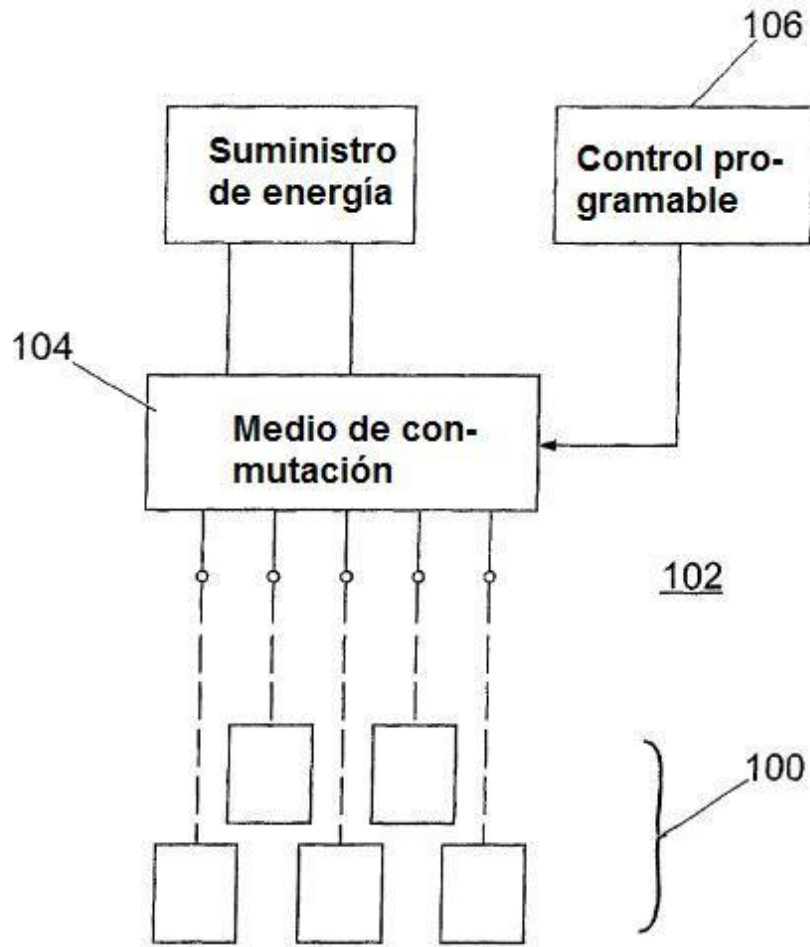 106
Suministro
de energía
Control pro-
gramable
104
Medio de con-
mutación
102
100